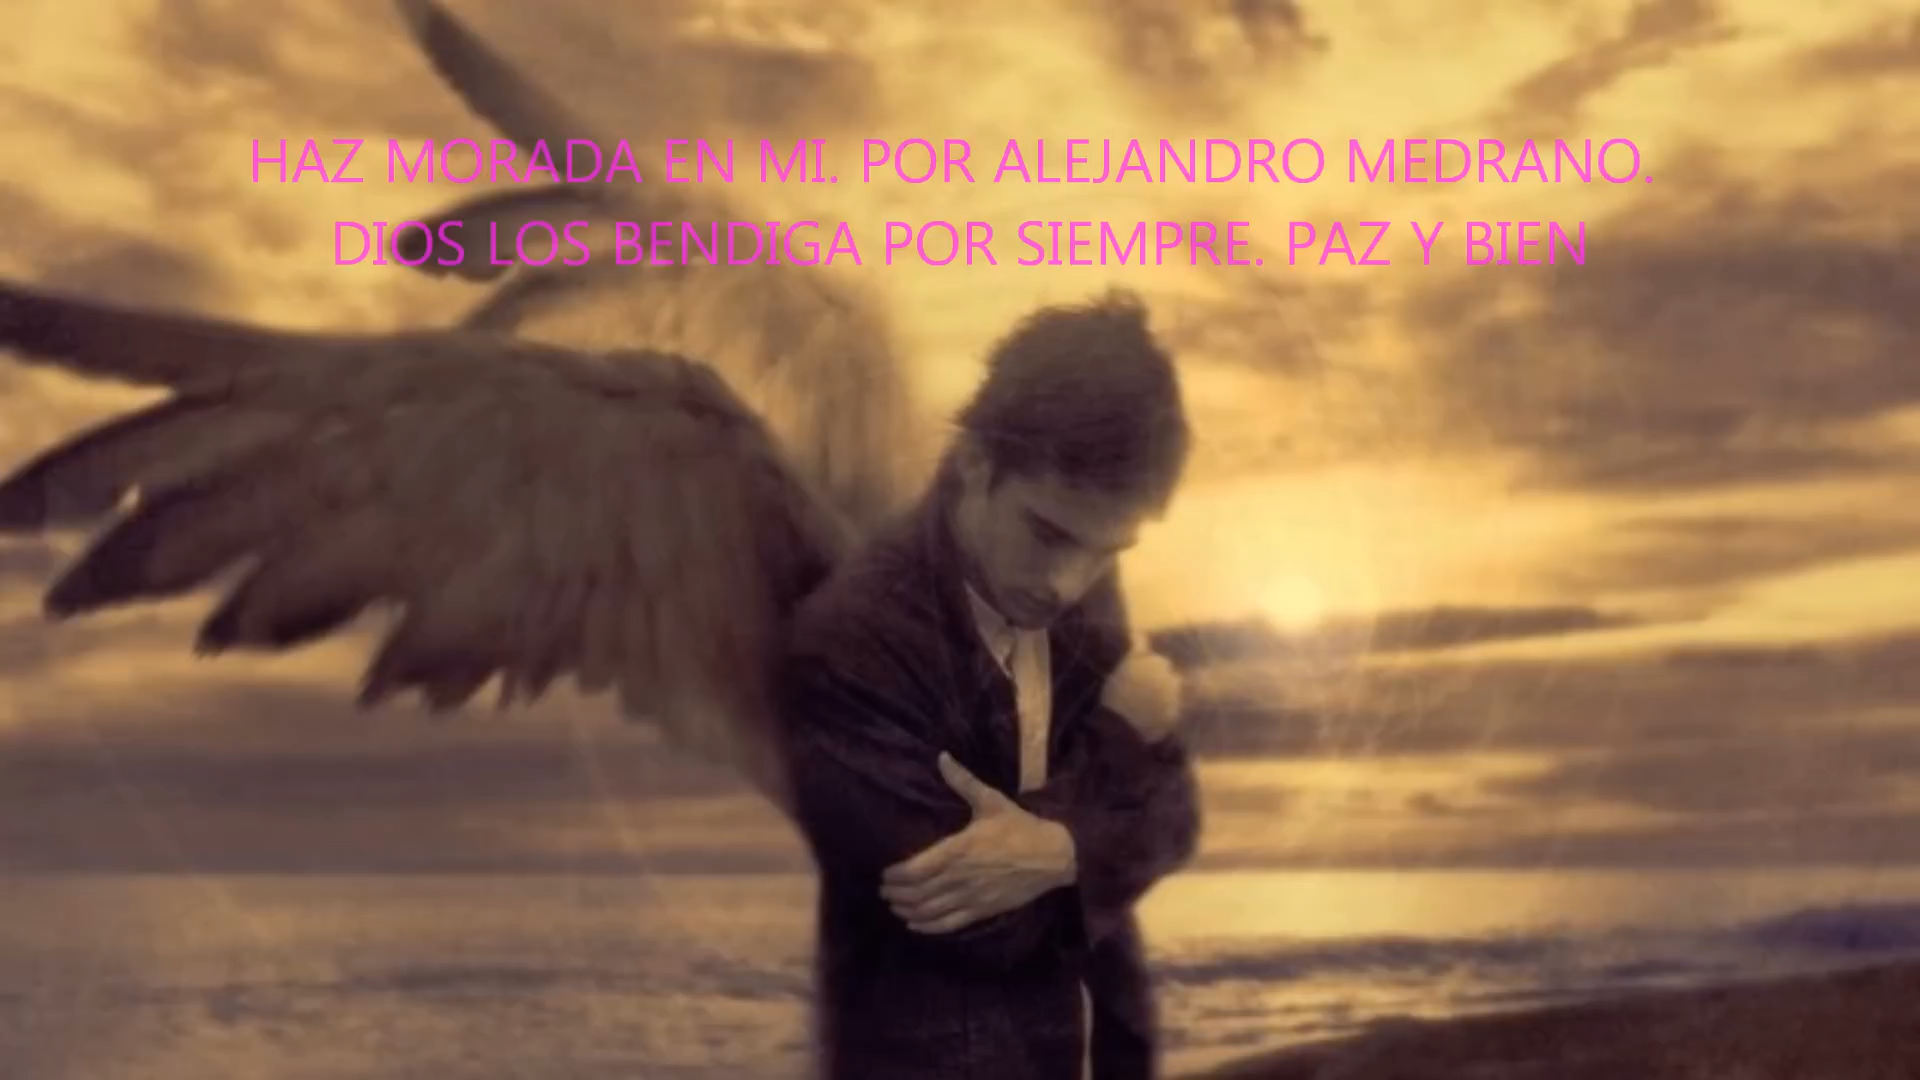 HAZ MORADA EN MI. POR ALEJANDRO MEDRANO.
DIOS LOS BENDIGA POR SIEMPRE. PAZ Y BIEN